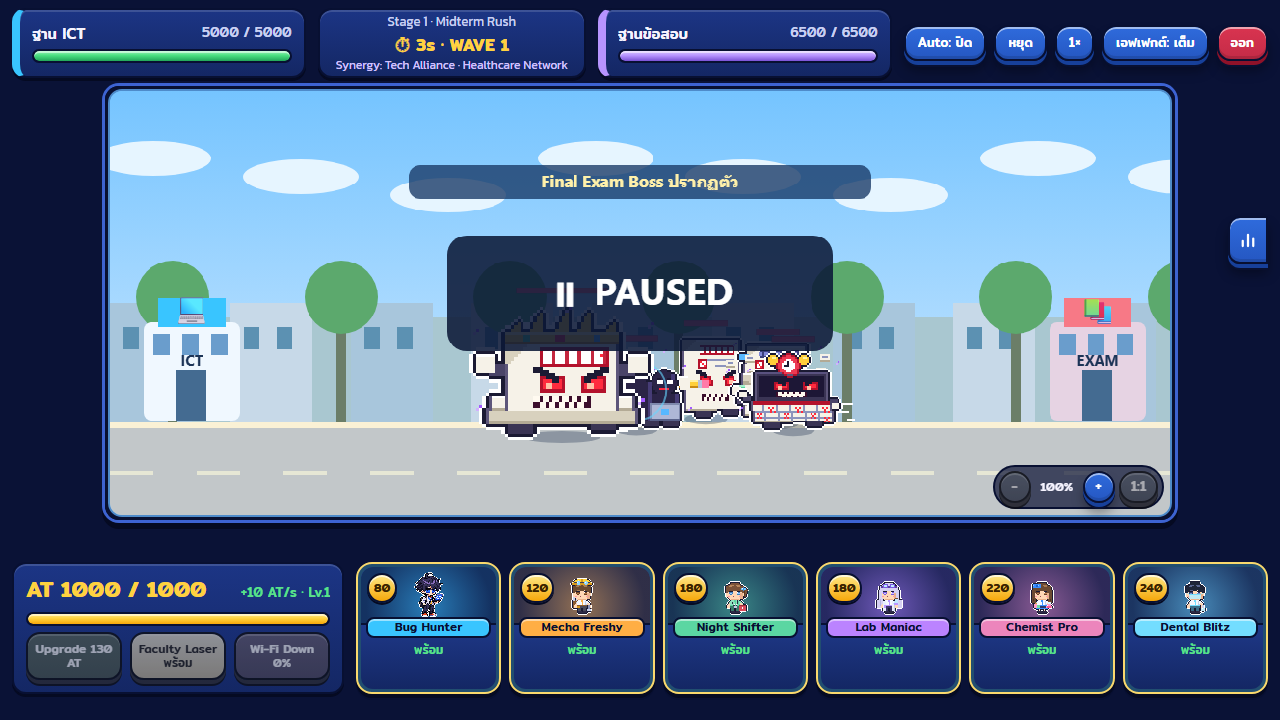 ฐาน ICT
5000 / 5000
Stage 1 · Midterm Rush
3s · WAVE 1
Synergy: Tech Alliance · Healthcare Network
ฐานข้อสอบ
6500 / 6500
Auto: ปิด
หยุด
1×
เอฟเฟกต์: เต็ม
ออก
Final Exam Boss ปรากฏตัว
PAUSED
ICT
EXAM
−
100%
+
1:1
AT 1000 / 1000
+10 AT/s · Lv.1
Upgrade 130
AT
Faculty Laser
พร้อม
Wi-Fi Down
0%
80
Bug Hunter
พร้อม
120
Mecha Freshy
พร้อม
180
Night Shifter
พร้อม
180
Lab Maniac
พร้อม
220
Chemist Pro
พร้อม
240
Dental Blitz
พร้อม